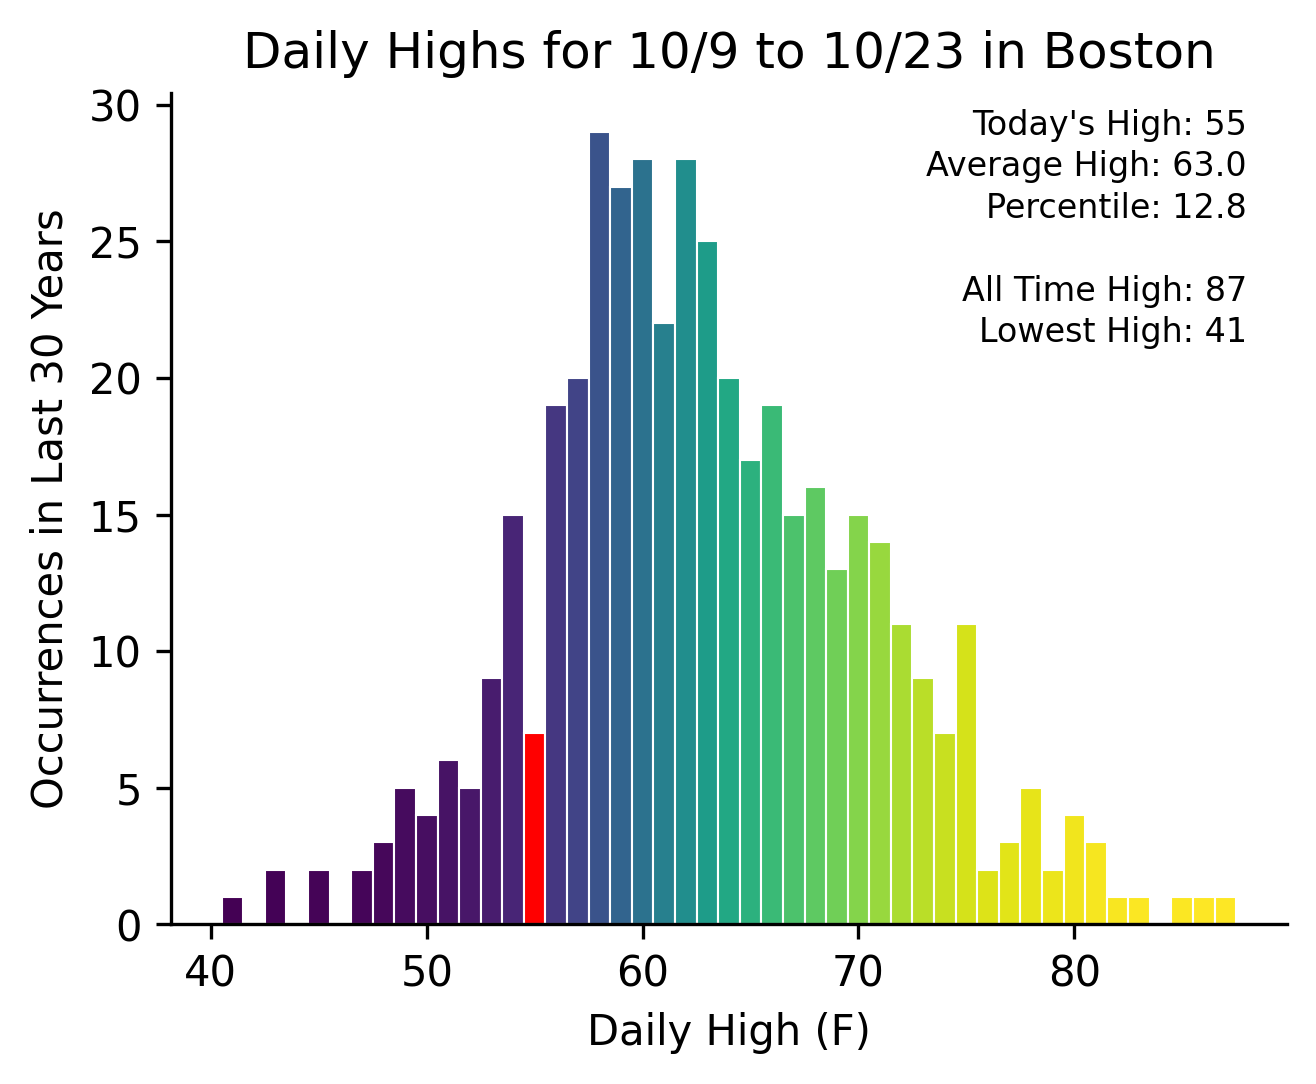 Daily Highs for 10/9 to 10/23 in Boston
Today's High: 55
Average High: 63.0
Percentile: 12.8
All Time High: 87
Lowest High: 41
Occurrences in Last 30 Years
30
25
20
15
10
5
0
40 50 60 70 80
Daily High (F)